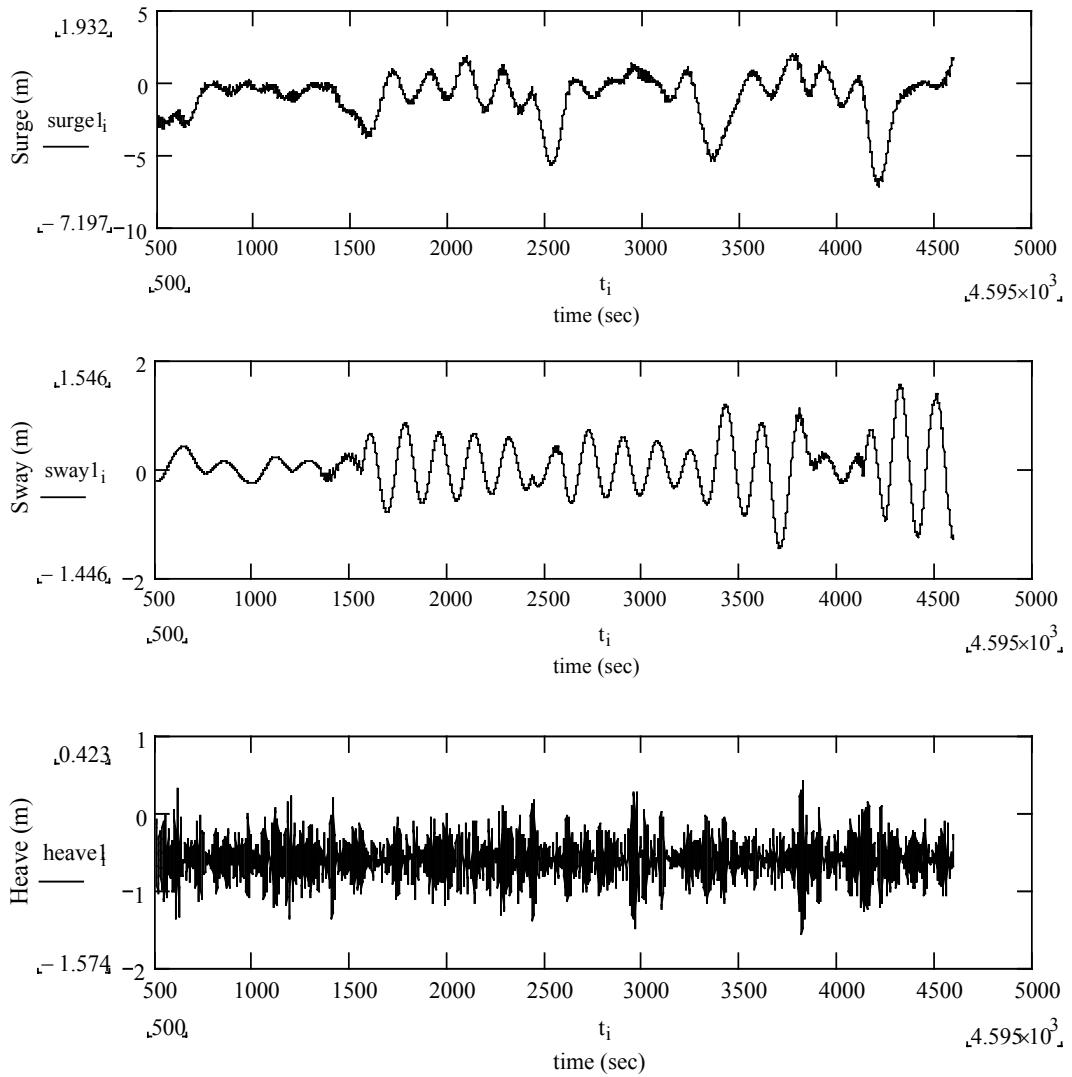 5
1.932
0
Surge (m)
surge1i
−5
− 7.197
−10
500 1000 1500 2000 2500 3000 3500 4000 4500 5000
500 ti 4.595×10³
time (sec)
2
1.546
Sway (m)
0
sway1i
− 1.446
−2
500 1000 1500 2000 2500 3000 3500 4000 4500 5000
500 ti 4.595×10³
time (sec)
1
0.423
0
Heave (m)
heave1i
−1
− 1.574
−2
500 1000 1500 2000 2500 3000 3500 4000 4500 5000
500 ti 4.595×10³
time (sec)